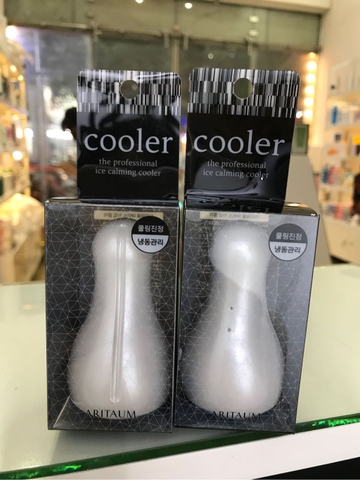 cooler
the professional
ice calming cooler
쿨링진정
냉동관리
ARITAUM
cooler
the professional
ice calming cooler
쿨링진정
냉동관리
ARITAUM